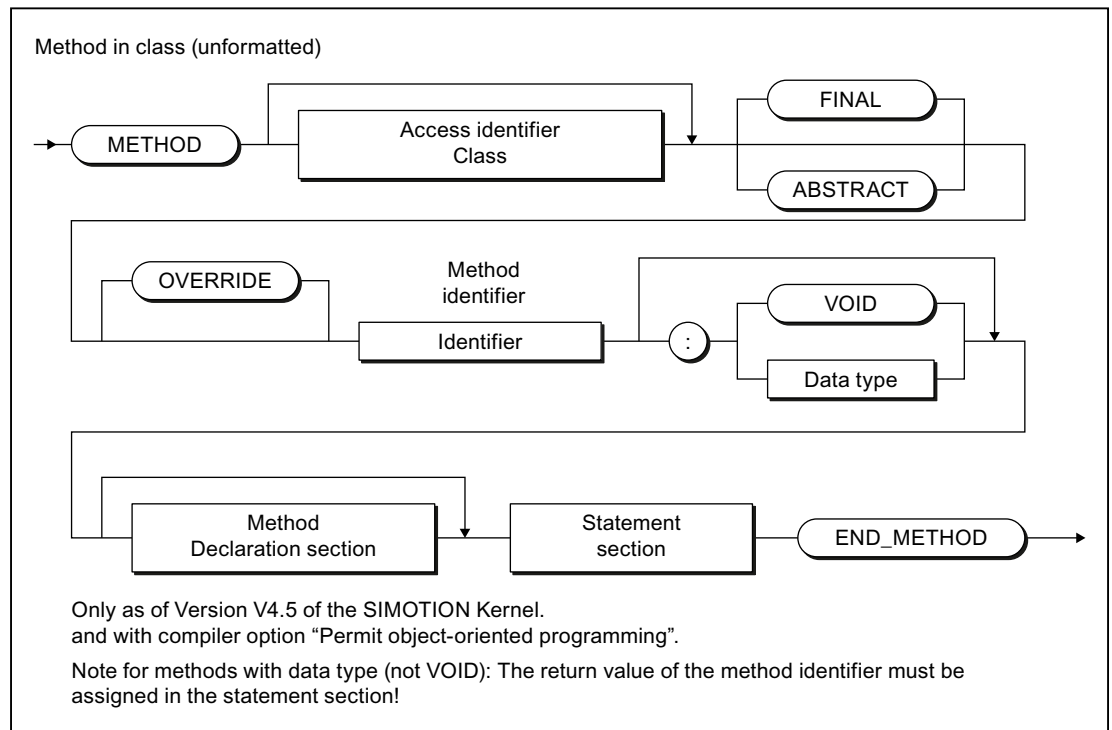 Method in class (unformatted)
METHOD
Access identifier
Class
FINAL
ABSTRACT
OVERRIDE
Method
identifier
Identifier
:
VOID
Data type
Method
Declaration section
Statement
section
END_METHOD
Only as of Version V4.5 of the SIMOTION Kernel.
and with compiler option “Permit object-oriented programming”.
Note for methods with data type (not VOID): The return value of the method identifier must be
assigned in the statement section!